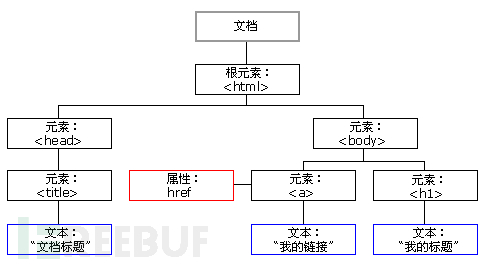 文档
根元素：
<html>
元素：
<head>
元素：
<body>
元素：
<title>
属性：
href
元素：
<a>
元素：
<h1>
文本：
“文档标题”
文本：
“我的链接”
文本：
“我的标题”
REEBUF